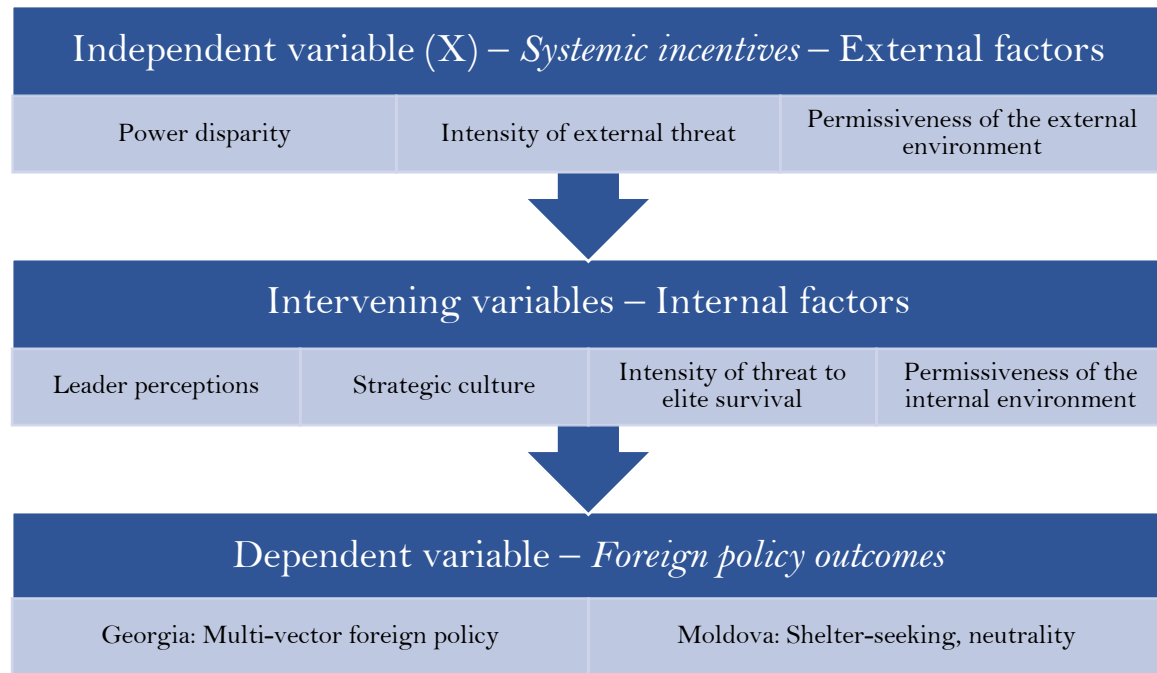 Independent variable (X) – Systemic incentives – External factors
Power disparity
Intensity of external threat
Permissiveness of the external
environment
Intervening variables – Internal factors
Leader perceptions
Strategic culture
Intensity of threat to
elite survival
Permissiveness of the
internal environment
Dependent variable – Foreign policy outcomes
Georgia: Multi-vector foreign policy
Moldova: Shelter-seeking, neutrality